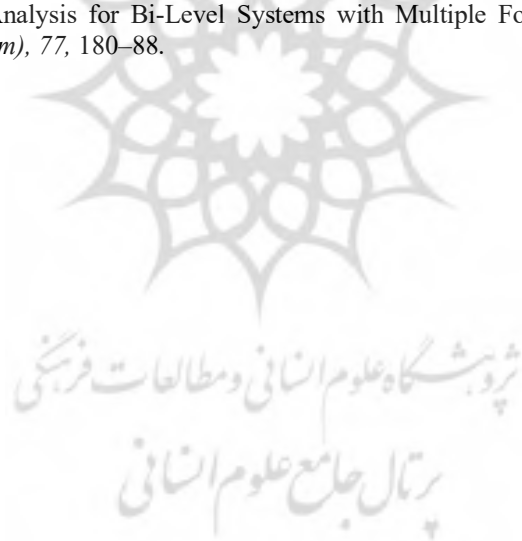 Analysis for Bi-Level Systems with Multiple Fo
m), 77, 180–88.
پژوهشگاه علوم انسانی و مطالعات فرهنگی
پرتال جامع علوم انسانی